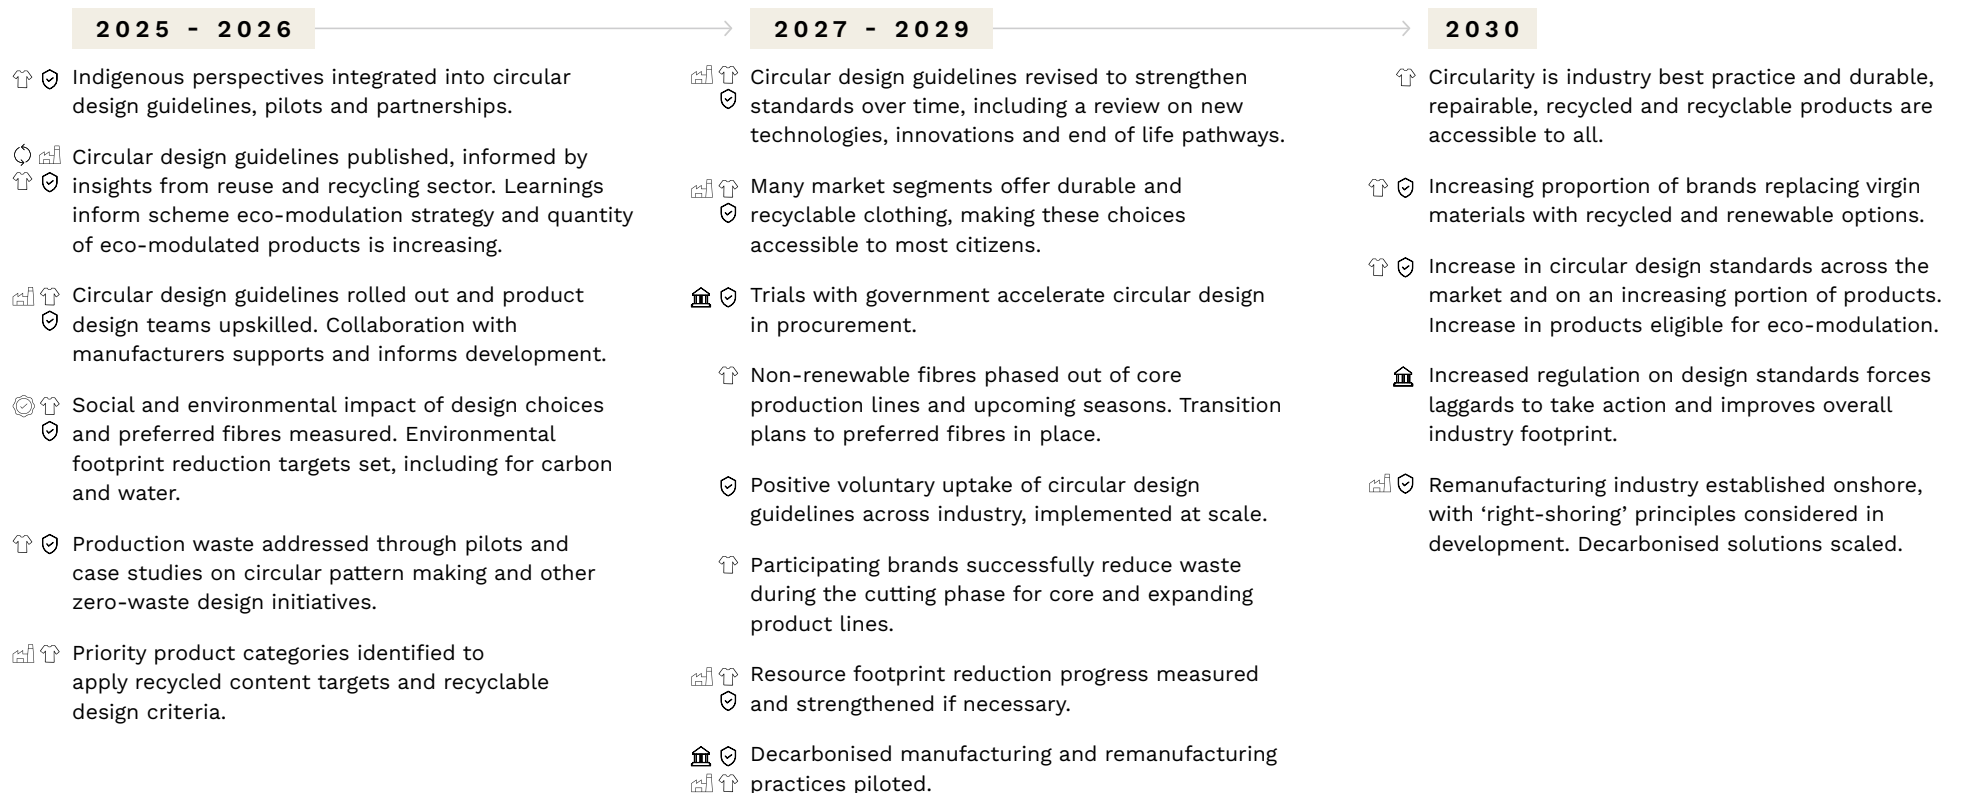 2025 - 2026
Indigenous perspectives integrated into circular
design guidelines, pilots and partnerships.
Circular design guidelines published, informed by
insights from reuse and recycling sector. Learnings
inform scheme eco-modulation strategy and quantity
of eco-modulated products is increasing.
Circular design guidelines rolled out and product
design teams upskilled. Collaboration with
manufacturers supports and informs development.
Social and environmental impact of design choices
and preferred fibres measured. Environmental
footprint reduction targets set, including for carbon
and water.
Production waste addressed through pilots and
case studies on circular pattern making and other
zero-waste design initiatives.
Priority product categories identified to
apply recycled content targets and recyclable
design criteria.
2027 - 2029
Circular design guidelines revised to strengthen
standards over time, including a review on new
technologies, innovations and end of life pathways.
Many market segments offer durable and
recyclable clothing, making these choices
accessible to most citizens.
Trials with government accelerate circular design
in procurement.
Non-renewable fibres phased out of core
production lines and upcoming seasons. Transition
plans to preferred fibres in place.
Positive voluntary uptake of circular design
guidelines across industry, implemented at scale.
Participating brands successfully reduce waste
during the cutting phase for core and expanding
product lines.
Resource footprint reduction progress measured
and strengthened if necessary.
Decarbonised manufacturing and remanufacturing
practices piloted.
2030
Circularity is industry best practice and durable,
repairable, recycled and recyclable products are
accessible to all.
Increasing proportion of brands replacing virgin
materials with recycled and renewable options.
Increase in circular design standards across the
market and on an increasing portion of products.
Increase in products eligible for eco-modulation.
Increased regulation on design standards forces
laggards to take action and improves overall
industry footprint.
Remanufacturing industry established onshore,
with ‘right-shoring’ principles considered in
development. Decarbonised solutions scaled.